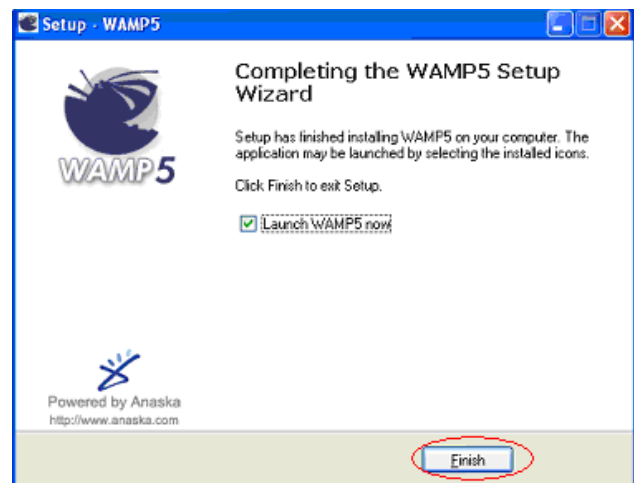 Setup - WAMP5
Completing the WAMP5 Setup
Wizard
Setup has finished installing WAMP5 on your computer. The
application may be launched by selecting the installed icons.
Click Finish to exit Setup.
Launch WAMP5 now
WAMP5
Powered by Anaska
http://www.anaska.com
Finish